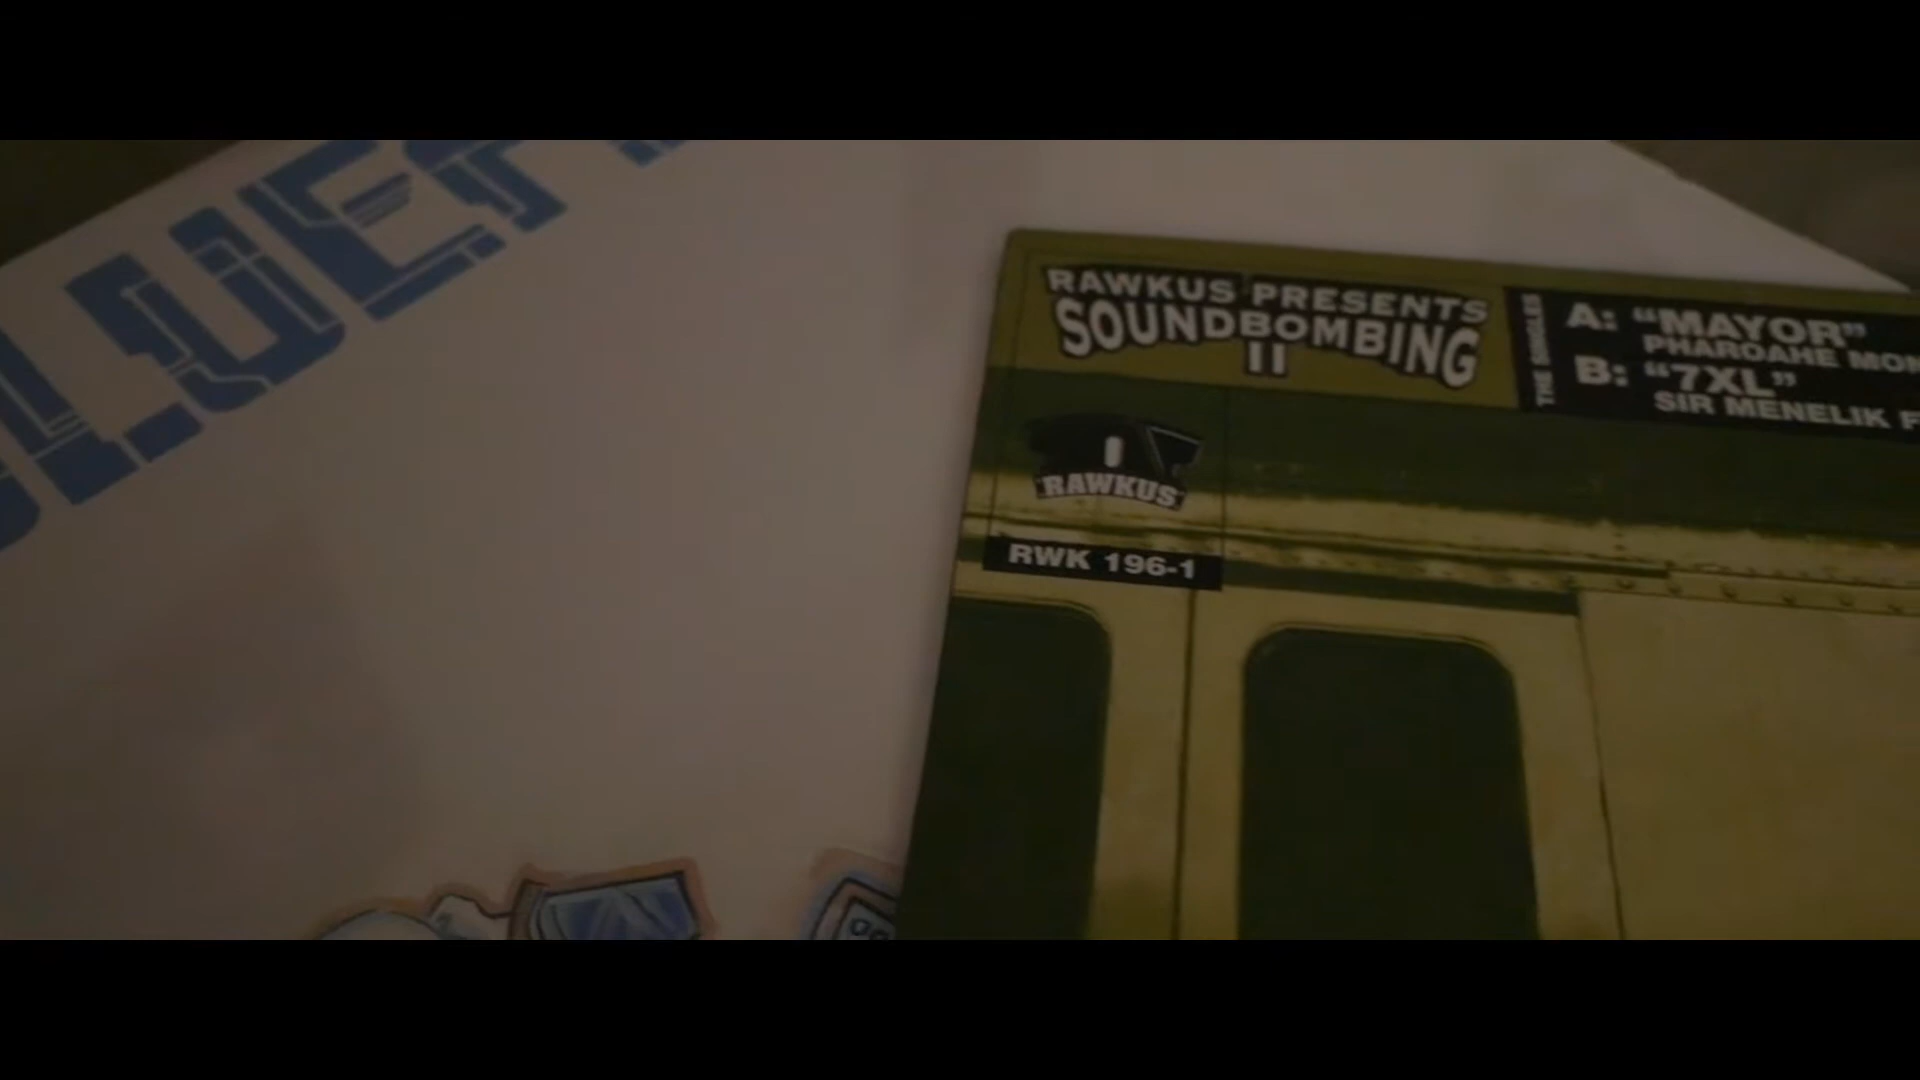 RAWKUS PRESENTS
SOUNDBOMBING
II
THE SINGLES
A: "MAYOR"
PHAROAHE
B: "7XL"
SIR MENELIK
RAWKUS
RWK 196-1